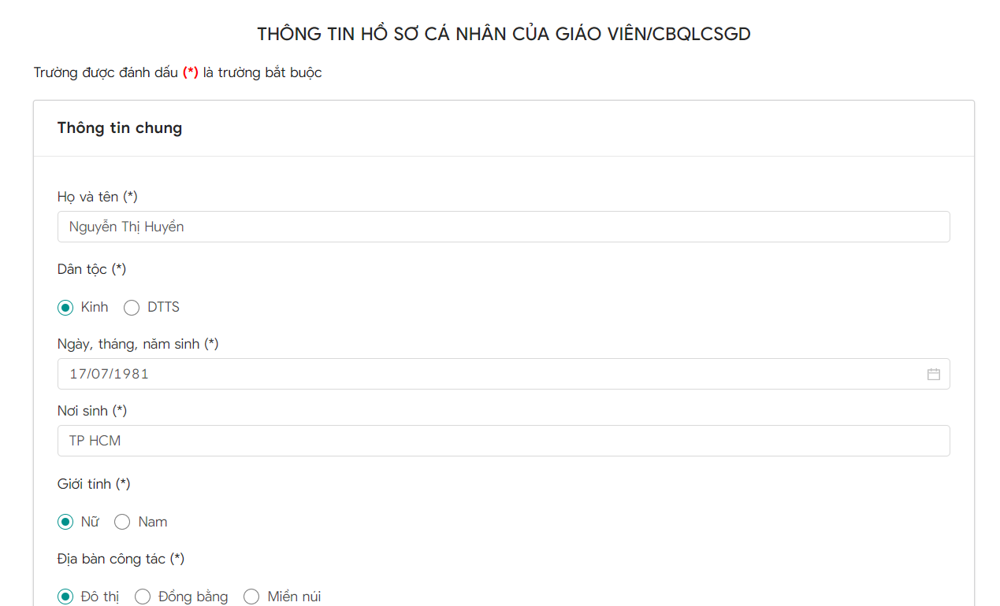 THÔNG TIN HỒ SƠ CÁ NHÂN CỦA GIÁO VIÊN/CBQLCSGD
Trường được đánh dấu (*) là trường bắt buộc
Thông tin chung
Họ và tên (*)
Nguyễn Thị Huyền
Dân tộc (*)
Kinh DTTS
Ngày, tháng, năm sinh (*)
17/07/1981
Nơi sinh (*)
TP HCM
Giới tính (*)
Nữ Nam
Địa bàn công tác (*)
Đô thị Đồng bằng Miền núi